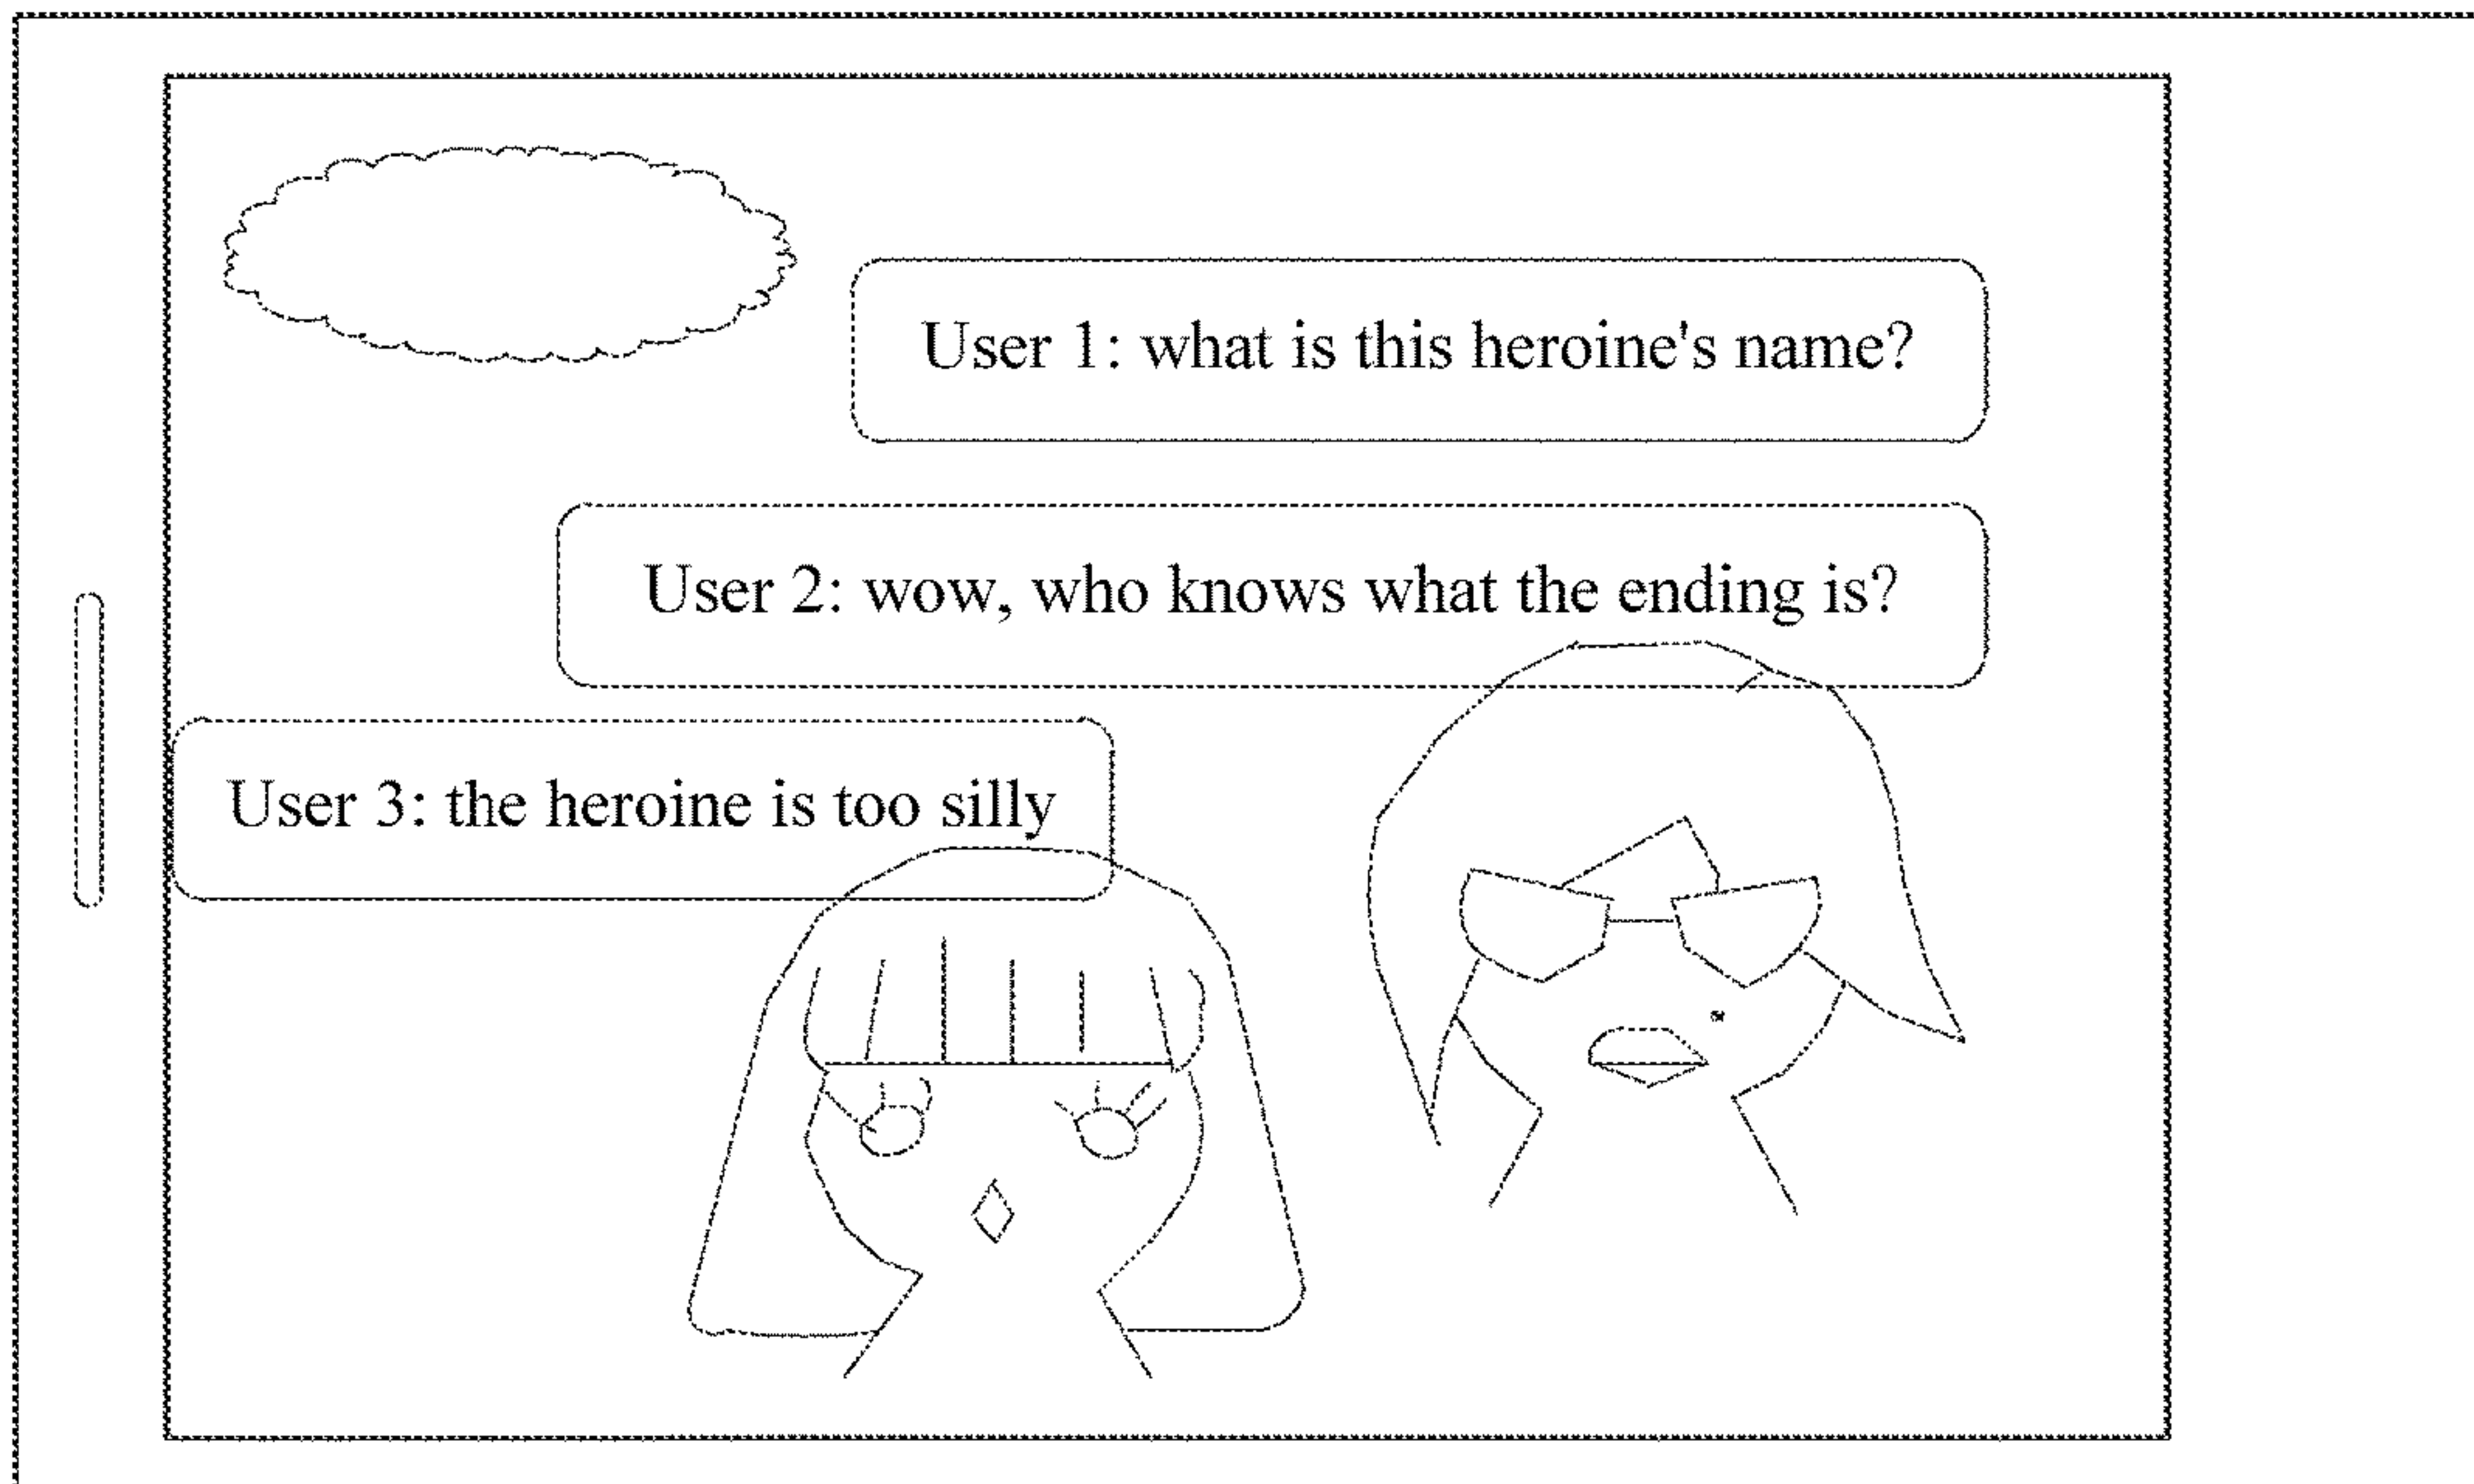 User 1: what is this heroine's name?
User 2: wow, who knows what the ending is?
User 3: the heroine is too silly